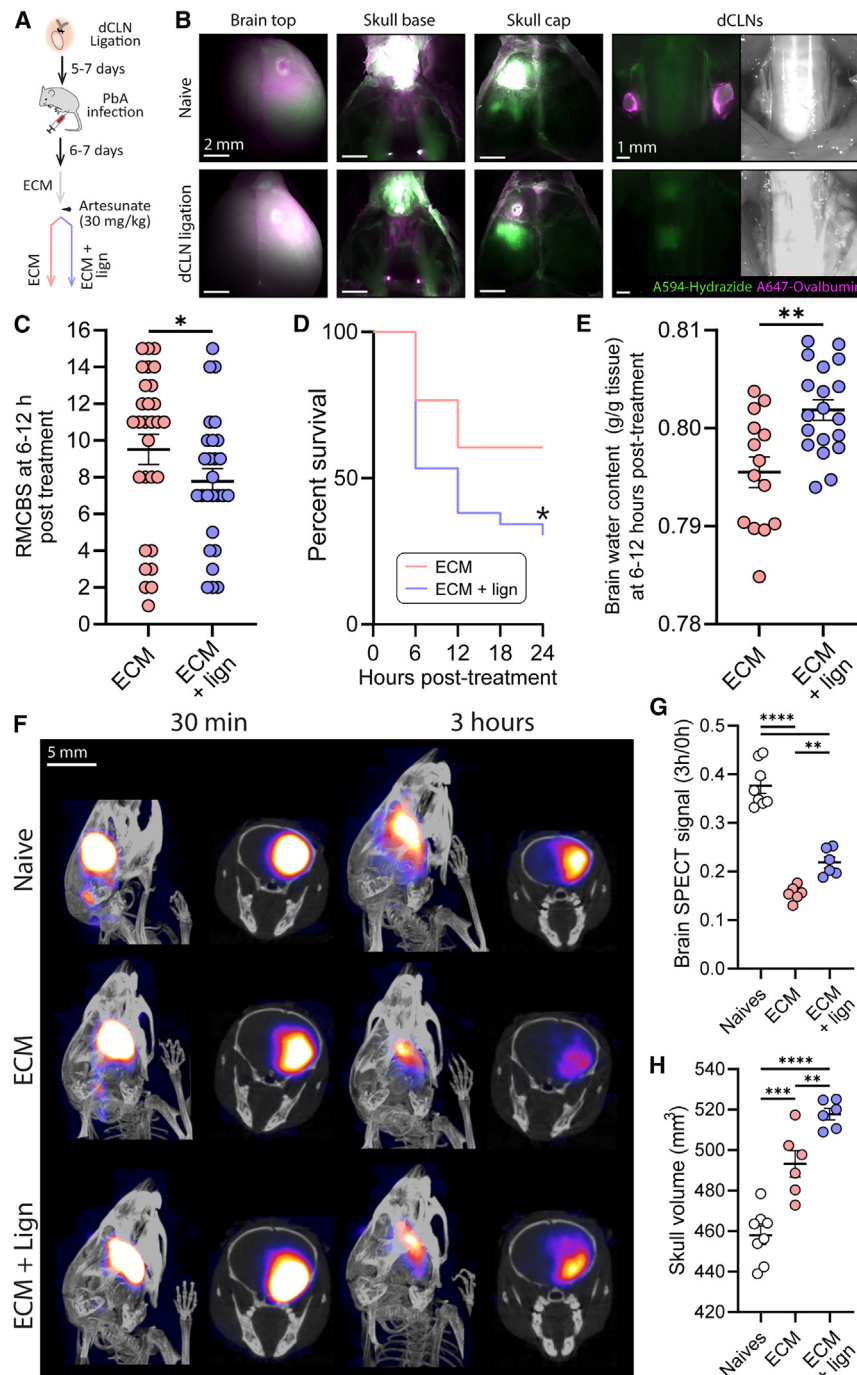 A
dCLN
Ligation
5-7 days
PbA
infection
6-7 days
ECM
Artesunate
(30 mg/kg)
ECM
ECM +
lign
B
Brain top
Skull base
Skull cap
dCLNs
Naive
2 mm
1 mm
dCLN ligation
A594-Hydrazide A647-Ovalbumin
C
RMCBS at 6-12 h
post treatment
*
16
14
12
10
8
6
4
2
0
ECM
ECM
+ lign
D
Percent survival
100
50
0
*
ECM
ECM + lign
0 6 12 18 24
Hours post-treatment
E
Brain water content (g/g tissue)
at 6-12 hours post-treatment
**
0.81
0.80
0.79
0.78
ECM
ECM
+ lign
F
30 min
3 hours
5 mm
Naive
ECM
ECM + Lign
G
Brain SPECT signal (3h/0h)
****
**
0.5
0.4
0.3
0.2
0.1
0.0
Naives
ECM
ECM
+ lign
H
Skull volume (mm3)
****
***
**
540
520
500
480
460
440
420
Naives
ECM
ECM
+ lign